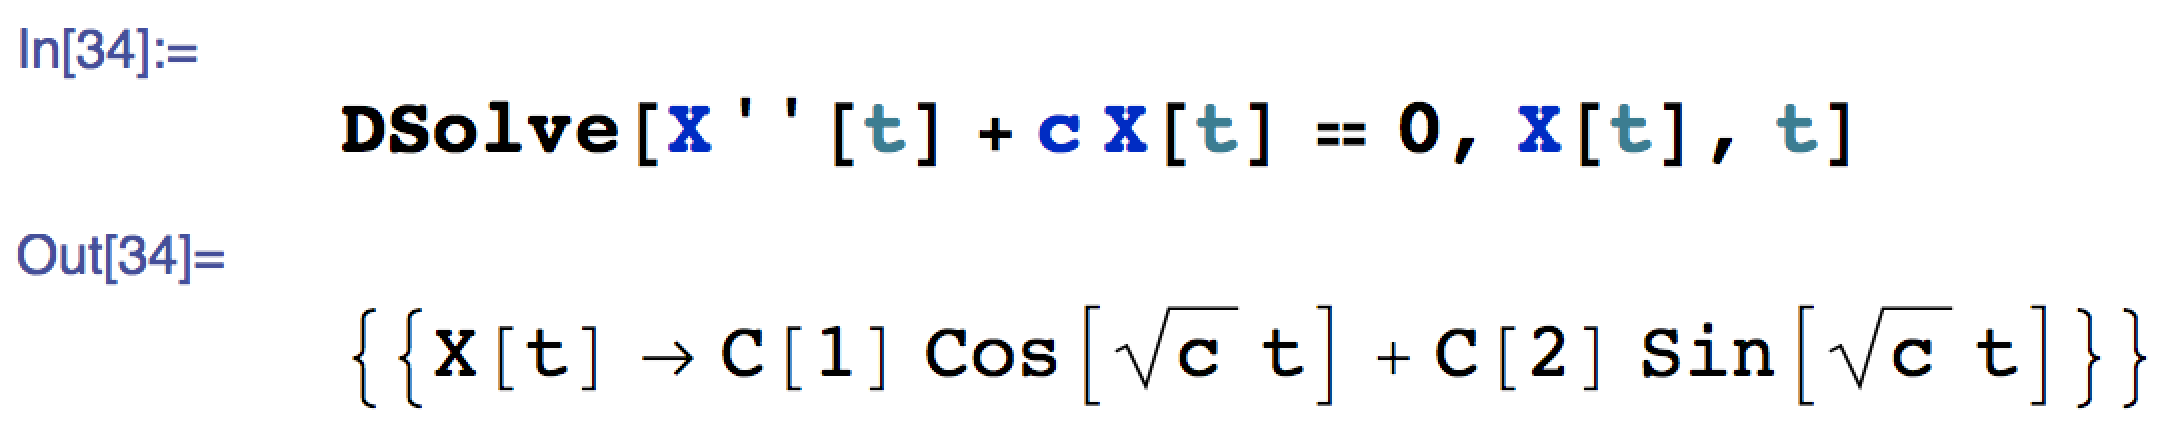 In[34]:=
DSolve[X''[t] + c X[t] == 0, X[t], t]
Out[34]=
{{X[t] → C[1] Cos[√c t] + C[2] Sin[√c t]}}